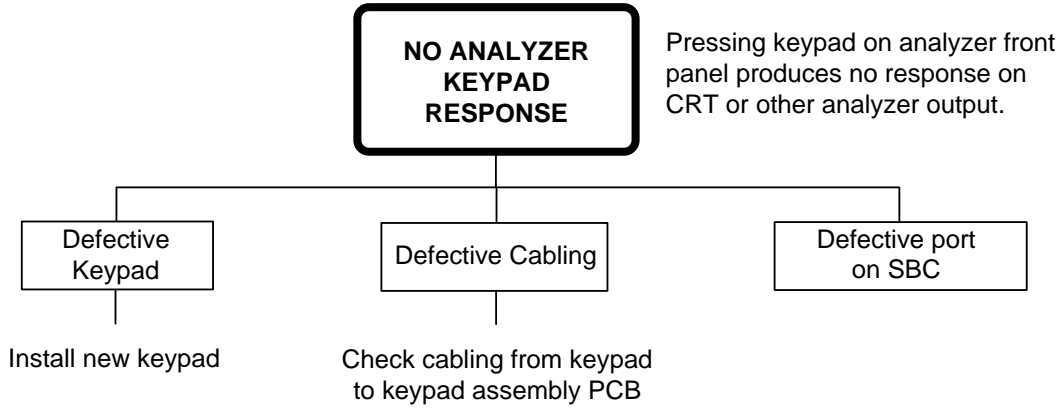 NO ANALYZER
KEYPAD
RESPONSE
Pressing keypad on analyzer front
panel produces no response on
CRT or other analyzer output.
Defective
Keypad
Defective Cabling
Defective port
on SBC
Install new keypad
Check cabling from keypad
to keypad assembly PCB